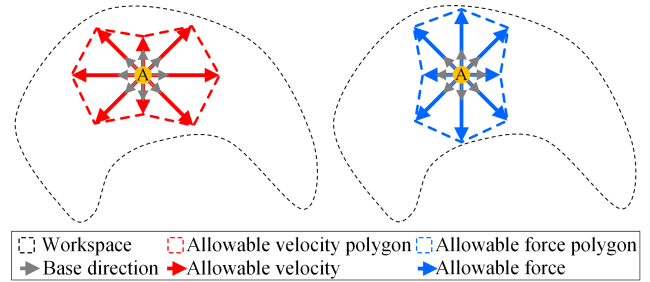 A
A
Workspace Allowable velocity polygon Allowable force polygon
Base direction Allowable velocity Allowable force